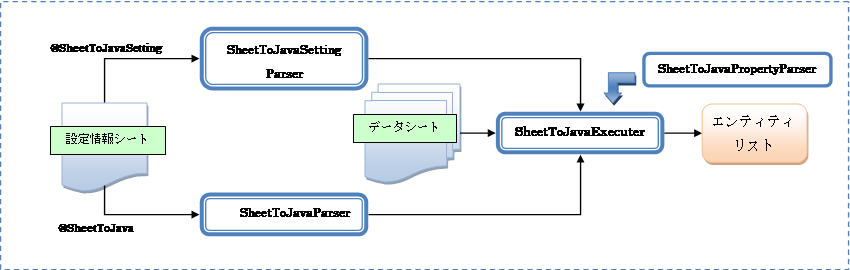 @SheetToJavaSetting
SheetToJavaSetting
Parser
SheetToJavaPropertyParser
設定情報シート
データシート
SheetToJavaExecuter
エンティティ
リスト
@SheetToJava
SheetToJavaParser